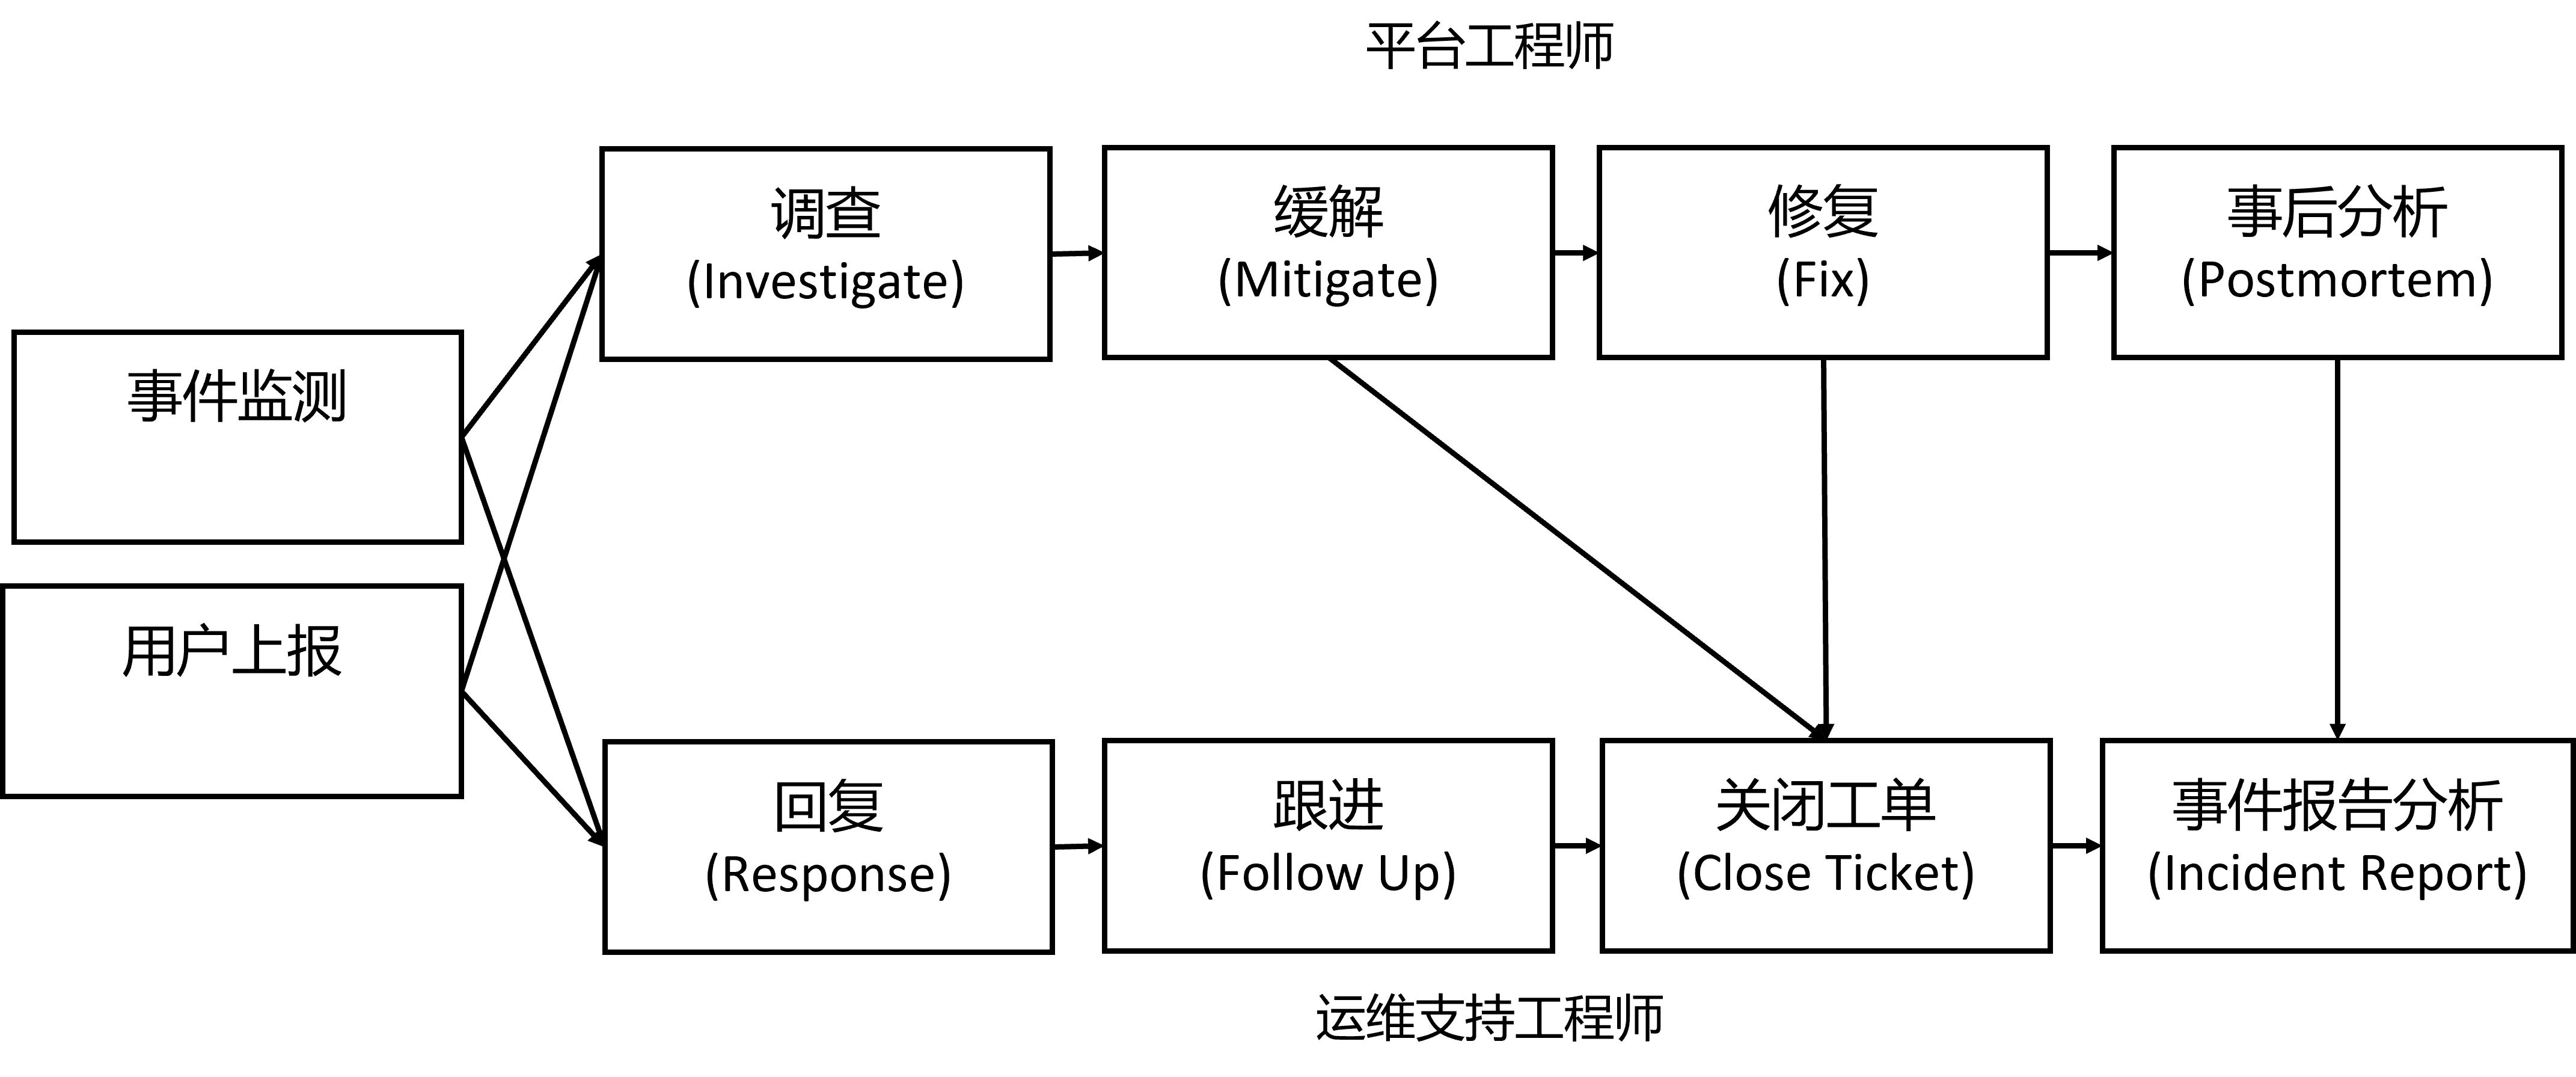 平台工程师
调查
(Investigate)
缓解
(Mitigate)
修复
(Fix)
事后分析
(Postmortem)
事件监测
用户上报
回复
(Response)
跟进
(Follow Up)
关闭工单
(Close Ticket)
事件报告分析
(Incident Report)
运维支持工程师